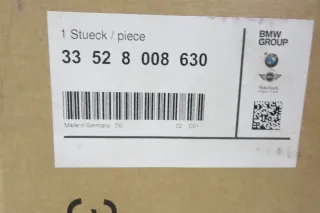 1 Stueck / piece
33 52 8 008 630
Made in Germany - DE
BMW
GROUP